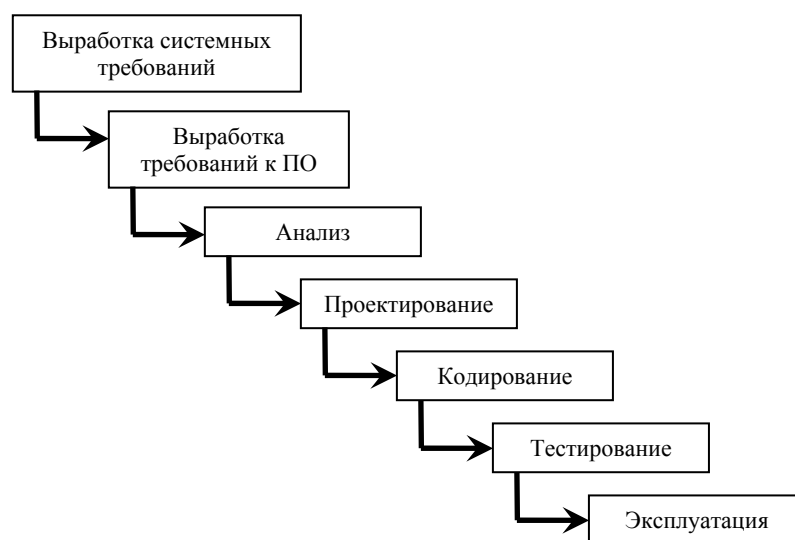 Выработка системных
требований
Выработка
требований к ПО
Анализ
Проектирование
Кодирование
Тестирование
Эксплуатация